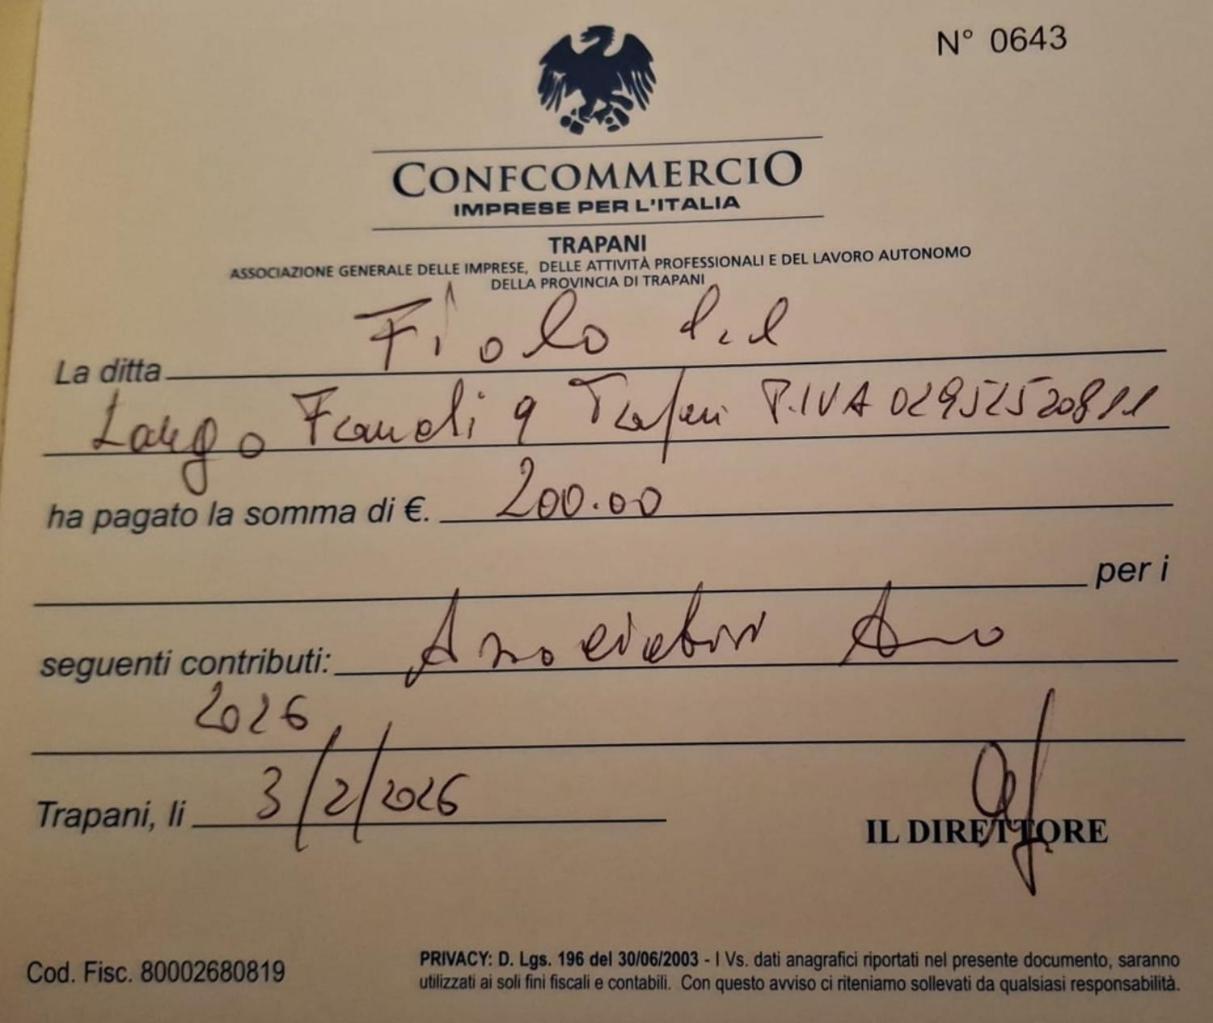 N° 0643
CONFCOMMERCIO
IMPRESE PER L'ITALIA
TRAPANI
ASSOCIAZIONE GENERALE DELLE IMPRESE, DELLE ATTIVITÀ PROFESSIONALI E DEL LAVORO AUTONOMO
DELLA PROVINCIA DI TRAPANI
La ditta Fiolo
Largo 9 Trapani P.IVA 02952520811
ha pagato la somma di €. 200.00
per i
seguenti contributi: Associativi Anno
2026
Trapani, li 3/2/2026
IL DIRETTORE
Cod. Fisc. 80002680819
PRIVACY: D. Lgs. 196 del 30/06/2003 - I Vs. dati anagrafici riportati nel presente documento, saranno
utilizzati ai soli fini fiscali e contabili. Con questo avviso ci riteniamo sollevati da qualsiasi responsabilità.